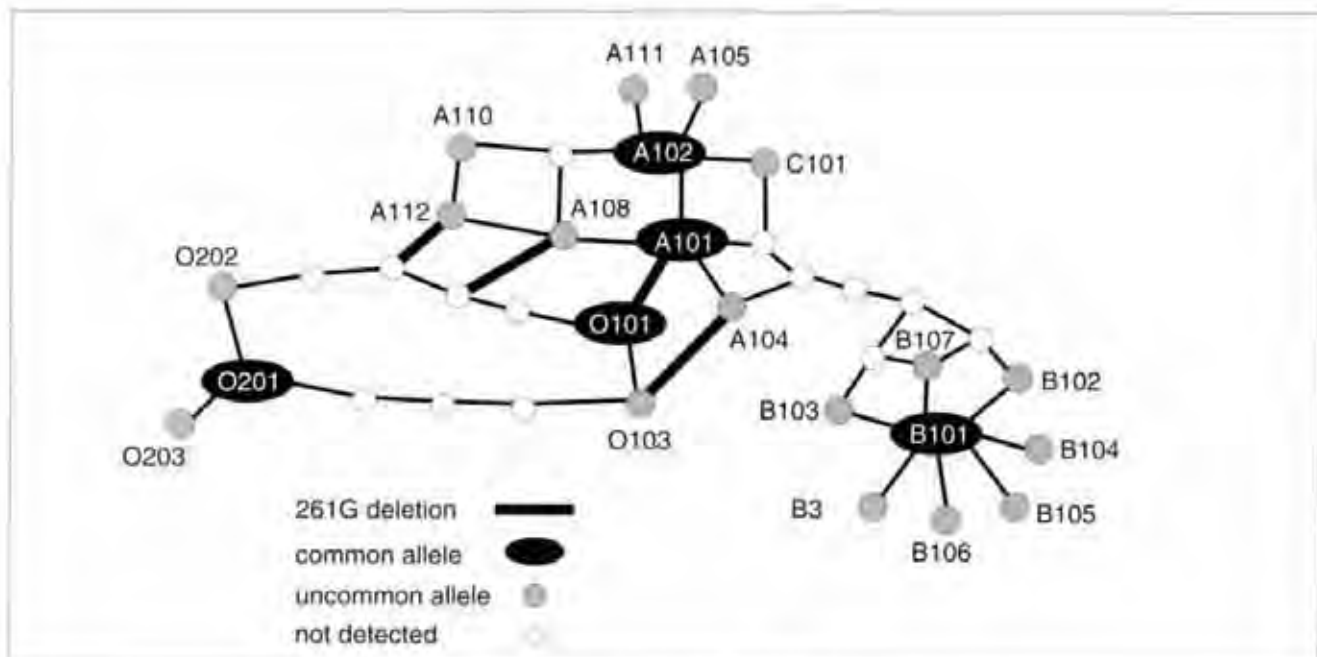 A111 A105
A110
A102
C101
A112
A108
A101
O202
O101
A104
B107
O201
B102
B103
B101
O203
O103
B104
B3
B105
B106
261G deletion
common allele
uncommon allele
not detected